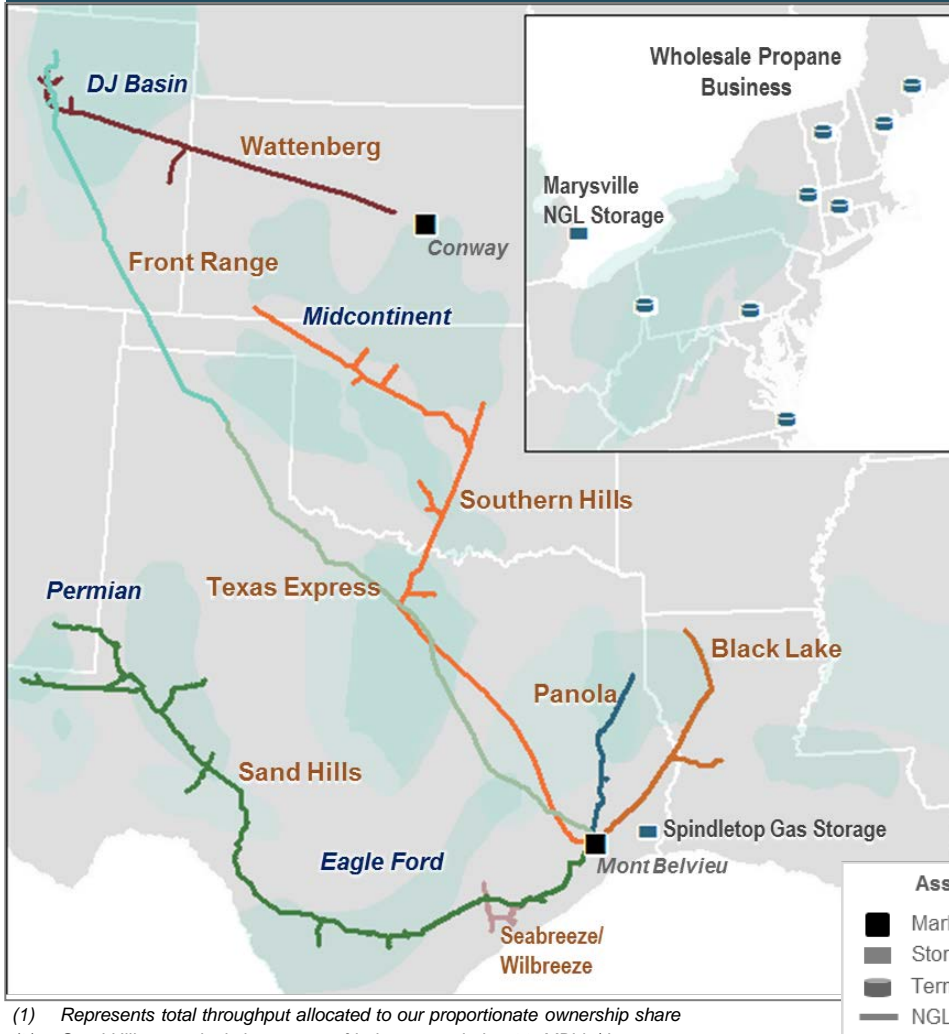 DJ Basin
Wattenberg
Conway
Front Range
Midcontinent
Southern Hills
Texas Express
Permian
Black Lake
Panola
Sand Hills
Spindletop Gas Storage
Eagle Ford
Mont Belvieu
Seabreeze/
Wilbreeze
Wholesale Propane
Business
Marysville
NGL Storage
NGL
(1) Represents total throughput allocated to our proportionate ownership share